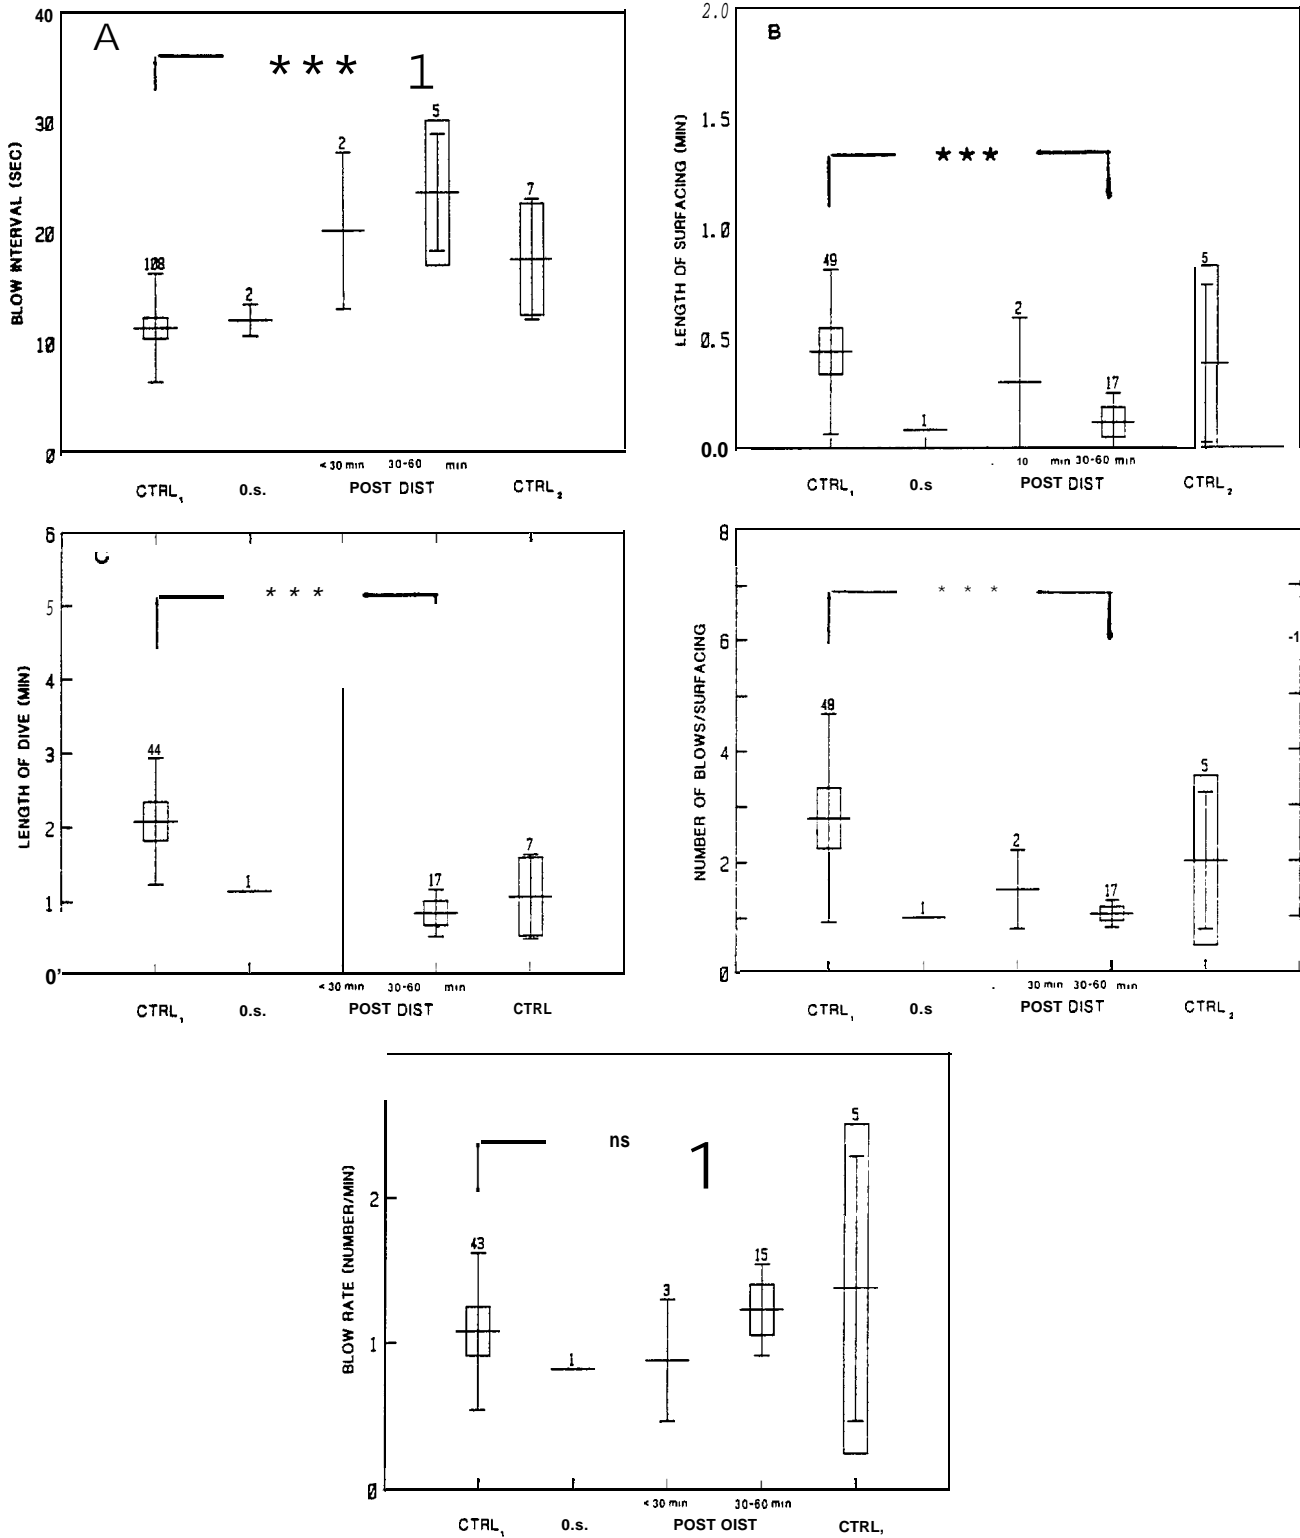 A
40
30
20
10
0
BLOW INTERVAL (SEC)
*** 1
108
2
2
5
7
<30 min 30-60 min
CTRL₁ O.s. POST DIST CTRL₂
B
2.0
1.5
1.0
0.5
0.0
LENGTH OF SURFACING (MIN)
***
49
1
2
17
5
10 min 30-60 min
CTRL₁ O.s POST DIST CTRL₂
C
6
5
4
3
2
1
0'
LENGTH OF DIVE (MIN)
***
44
1
17
7
<30 min 30-60 min
CTRL₁ O.s. POST DIST CTRL
8
6
4
2
0
NUMBER OF BLOWS/SURFACING
* * *
-1
48
1
2
17
5
30 min 30-60 min
CTRL₁ O.s POST DIST CTRL₂
2
1
0
BLOW RATE (NUMBER/MIN)
ns 1
43
1
3
15
5
<30 min 30-60 min
CTRL₁ O.s. POST OIST CTRL,